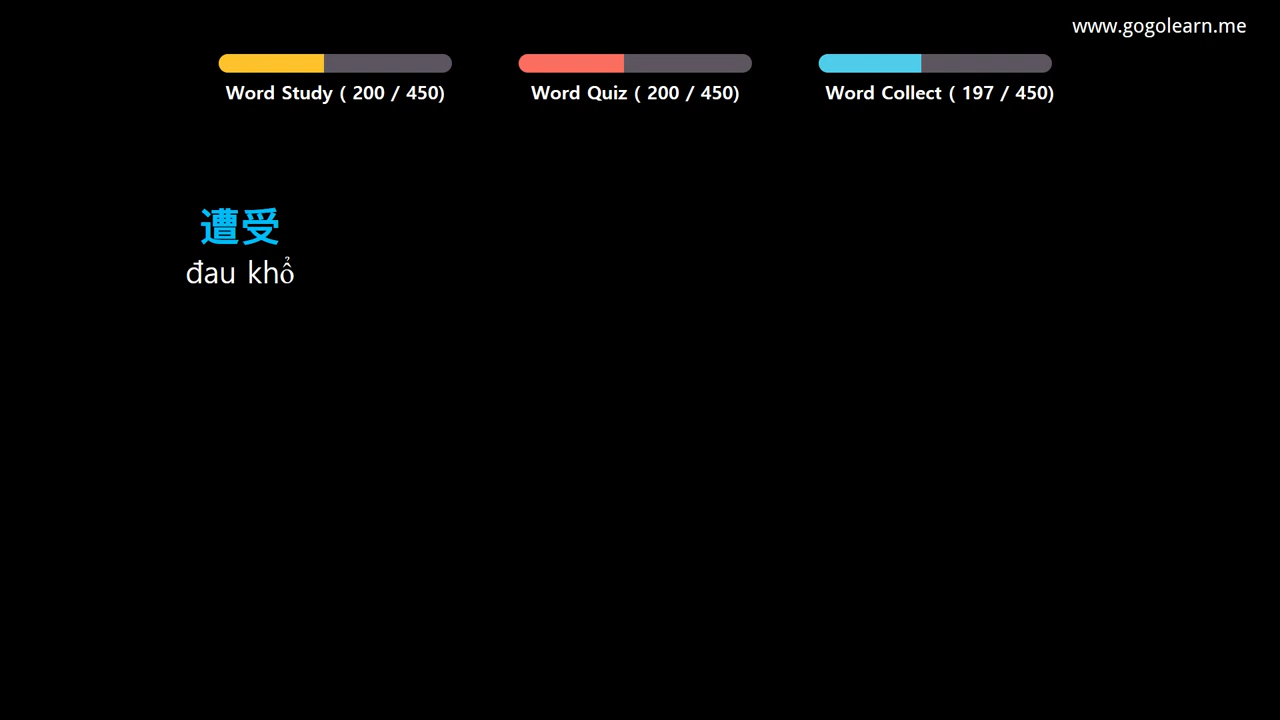 www.gogolearn.me
Word Study ( 200 / 450)
Word Quiz ( 200 / 450)
Word Collect ( 197 / 450)
遭受
đau khổ